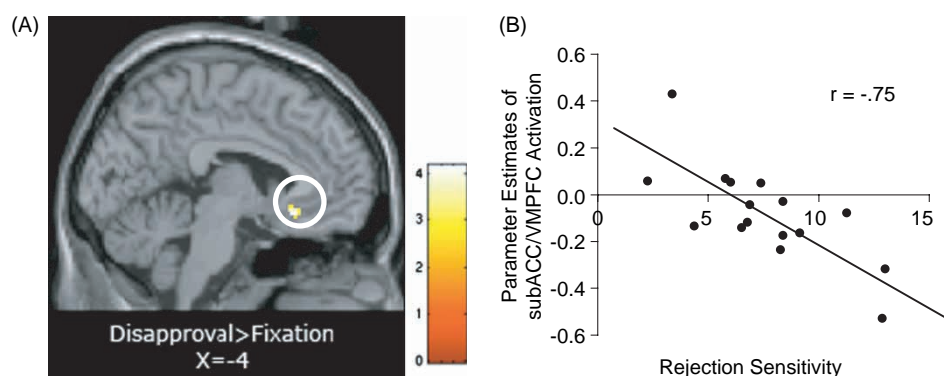 (A)
Disapproval>Fixation
X=-4
4
3
2
1
0
(B)
Parameter Estimates of
subACC/VMPFC Activation
0.6
0.4
0.2
0.0
-0.2
-0.4
-0.6
r = -.75
0
5
10
15
Rejection Sensitivity